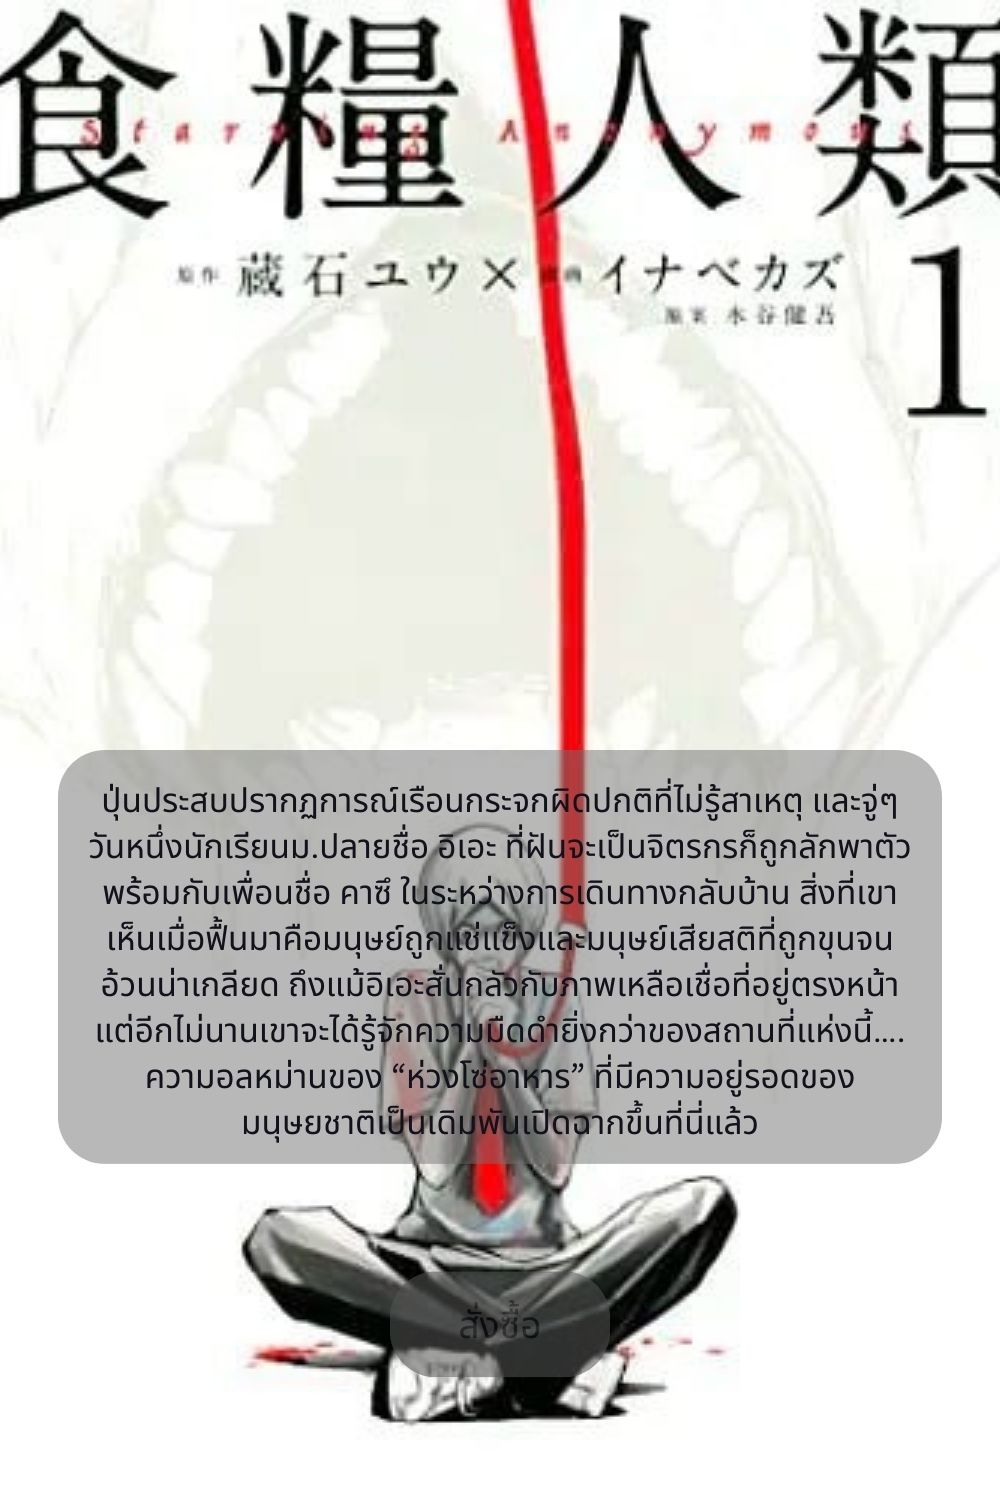 食糧人類
Starving Anonymous
原作 蔵石ユウ×漫画 イナベカズ
原案 水谷健吾
1
ปุ่นประสบปรากฏการณ์เรือนกระจกผิดปกติที่ไม่รู้สาเหตุ และจู่ๆ
วันหนึ่งนักเรียนม.ปลายชื่อ อิเอะ ที่ฝันจะเป็นจิตรกรก็ถูกลักพาตัว
พร้อมกับเพื่อนชื่อ คาซึ ในระหว่างการเดินทางกลับบ้าน สิ่งที่เขา
เห็นเมื่อฟื้นมาคือมนุษย์ถูกแช่แข็งและมนุษย์เสียสติที่ถูกขุนจน
อ้วนน่าเกลียด ถึงแม้อิเอะสั่นกลัวกับภาพเหลือเชื่อที่อยู่ตรงหน้า
แต่อีกไม่นานเขาจะได้รู้จักความมืดดำยิ่งกว่าของสถานที่แห่งนี้....
ความอลหม่านของ “ห่วงโซ่อาหาร” ที่มีความอยู่รอดของ
มนุษยชาติเป็นเดิมพันเปิดฉากขึ้นที่นี่แล้ว
สั่งซื้อ